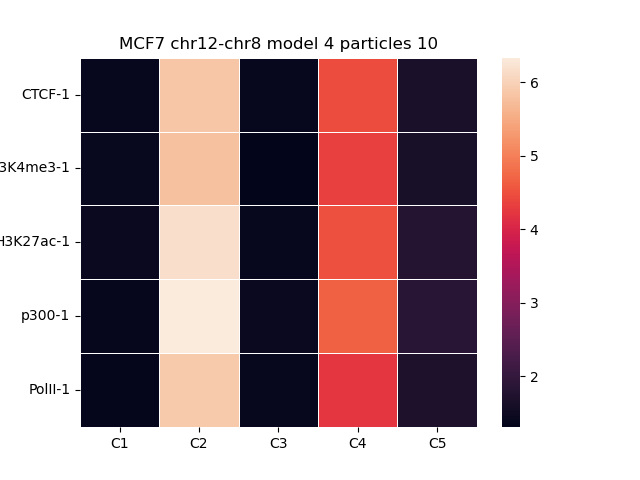 MCF7 chr12-chr8 model 4 particles 10
CTCF-1
3K4me3-1
H3K27ac-1
p300-1
PolII-1
C1 C2 C3 C4 C5
6
5
4
3
2